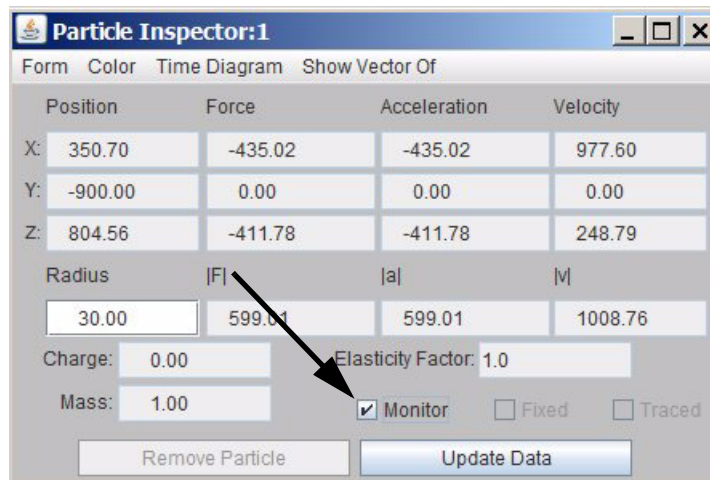 Particle Inspector:1
Form Color Time Diagram Show Vector Of
Position Force Acceleration Velocity
X: 350.70 -435.02 -435.02 977.60
Y: -900.00 0.00 0.00 0.00
Z: 804.56 -411.78 -411.78 248.79
Radius |F| |a| |v|
30.00 599.01 599.01 1008.76
Charge: 0.00 Elasticity Factor: 1.0
Mass: 1.00 Monitor Fixed Traced
Remove Particle Update Data